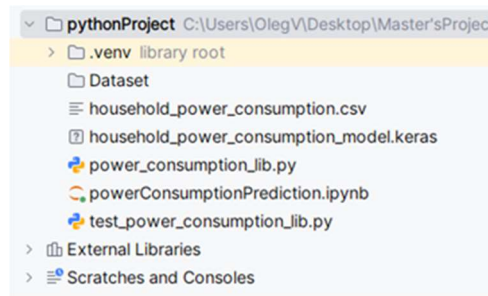 pythonProject C:\Users\OlegV\Desktop\Master'sProjec
.venv library root
Dataset
household_power_consumption.csv
household_power_consumption_model.keras
power_consumption_lib.py
powerConsumptionPrediction.ipynb
test_power_consumption_lib.py
External Libraries
Scratches and Consoles